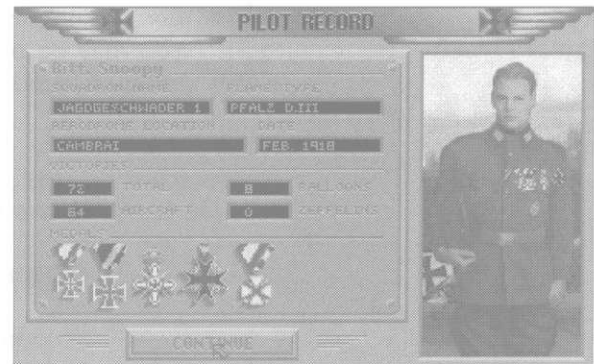 PILOT RECORD
Bitt. Snoopy
SQUADRON NAME PLANE TYPE
JAGDGESCHWADER 1 PFALZ D.III
AERODROME LOCATION DATE
CAMBRAI FEB 1918
VICTORIES
72 TOTAL 8 BALLOONS
64 AIRCRAFT 0 ZEPPELINS
MEDALS
CONTINUE